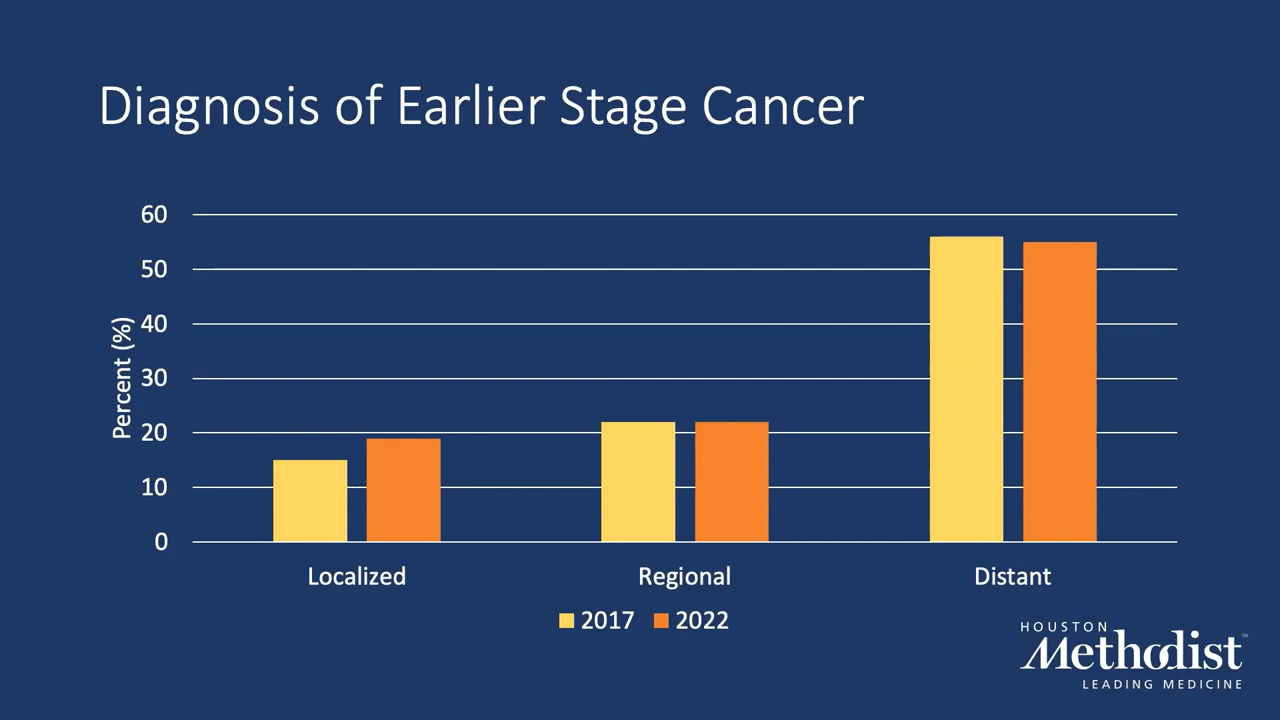 Diagnosis of Earlier Stage Cancer
60
50
40
30
20
10
0
Percent (%)
Localized
Regional
Distant
2017
2022
HOUSTON
Methodist℠
LEADING MEDICINE